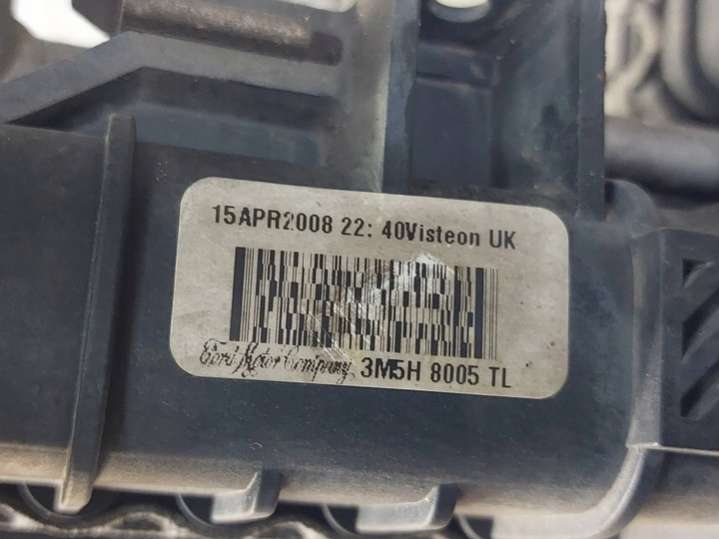 15APR2008 22: 40Visteon UK
Ford Motor Company, 3M5H 8005 TL